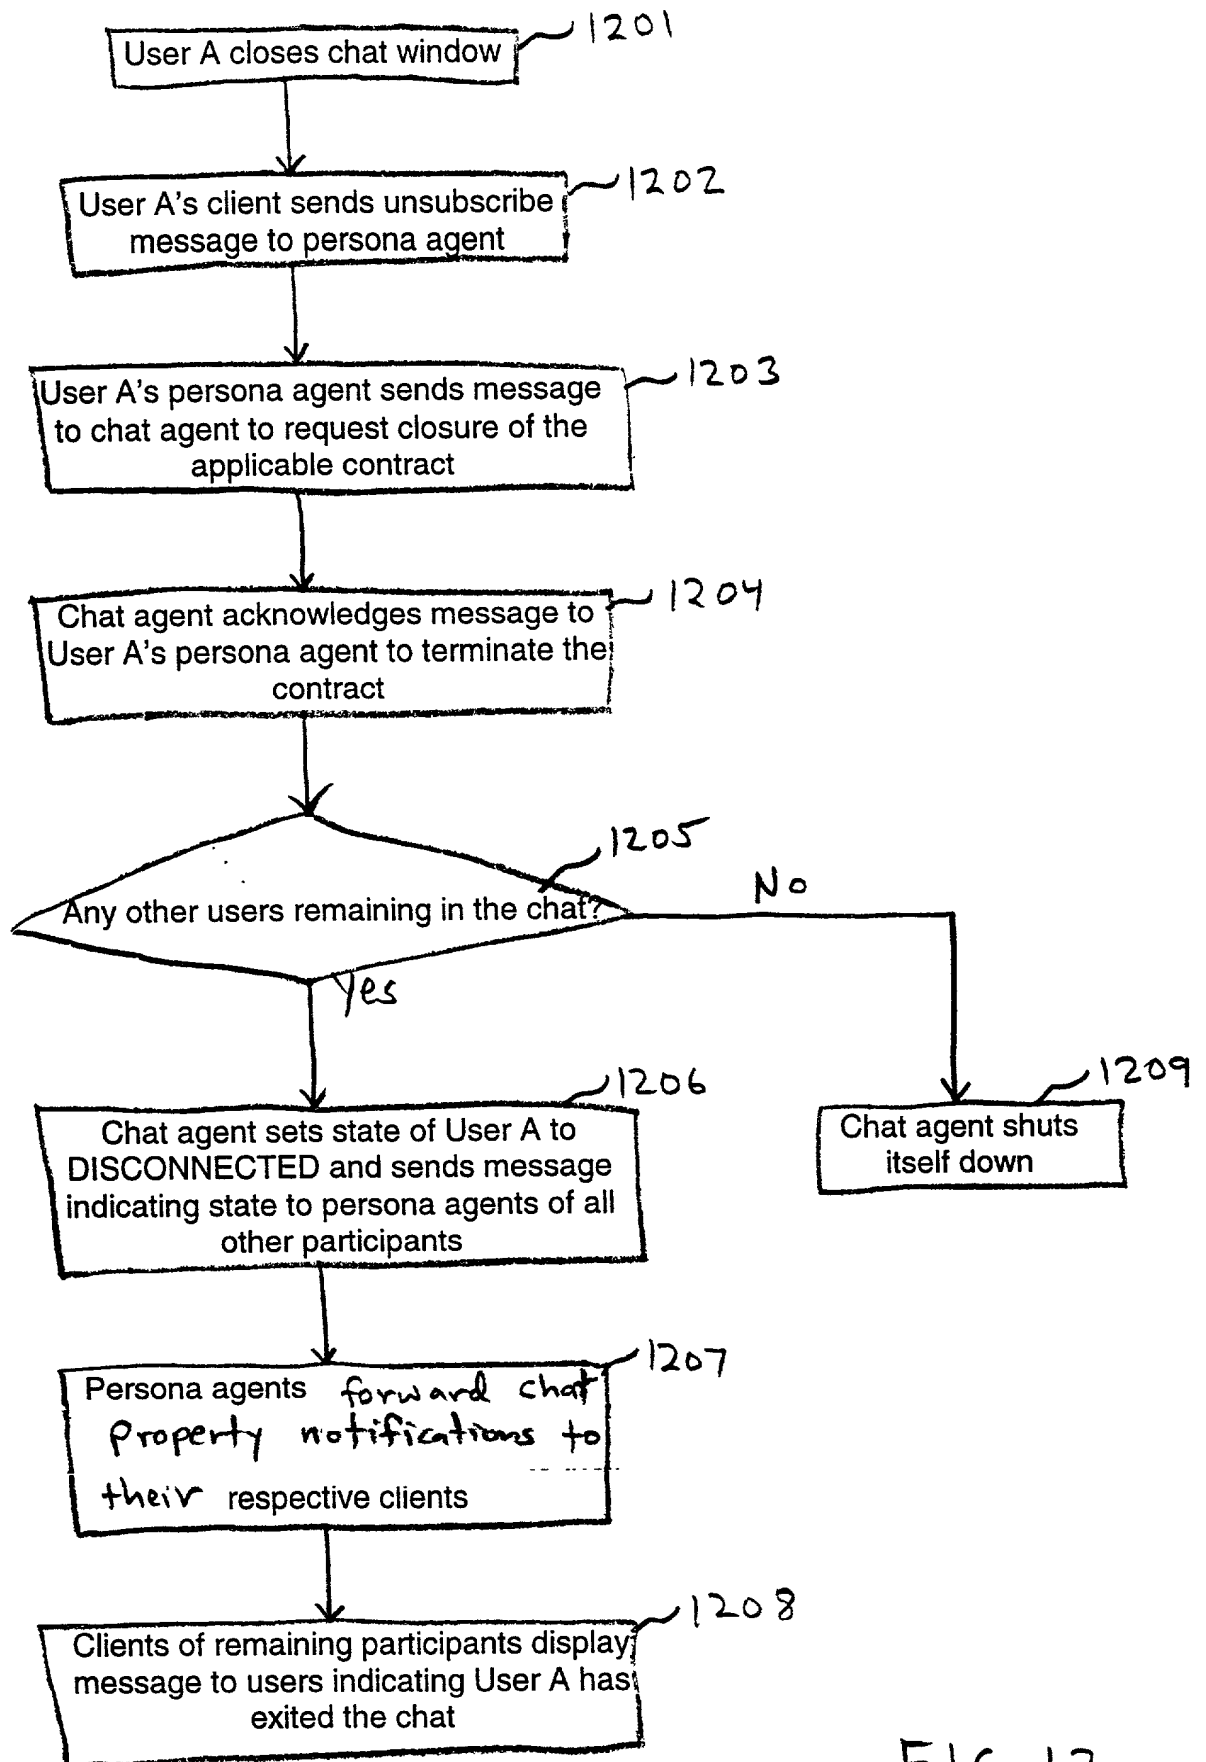 User A closes chat window
1201
User A's client sends unsubscribe
message to persona agent
1202
User A's persona agent sends message
to chat agent to request closure of the
applicable contract
1203
Chat agent acknowledges message to
User A's persona agent to terminate the
contract
1204
Any other users remaining in the chat?
1205
No
Yes
Chat agent sets state of User A to
DISCONNECTED and sends message
indicating state to persona agents of all
other participants
1206
Chat agent shuts
itself down
1209
Persona agents forward chat
property notifications to
their respective clients
1207
Clients of remaining participants display
message to users indicating User A has
exited the chat
1208